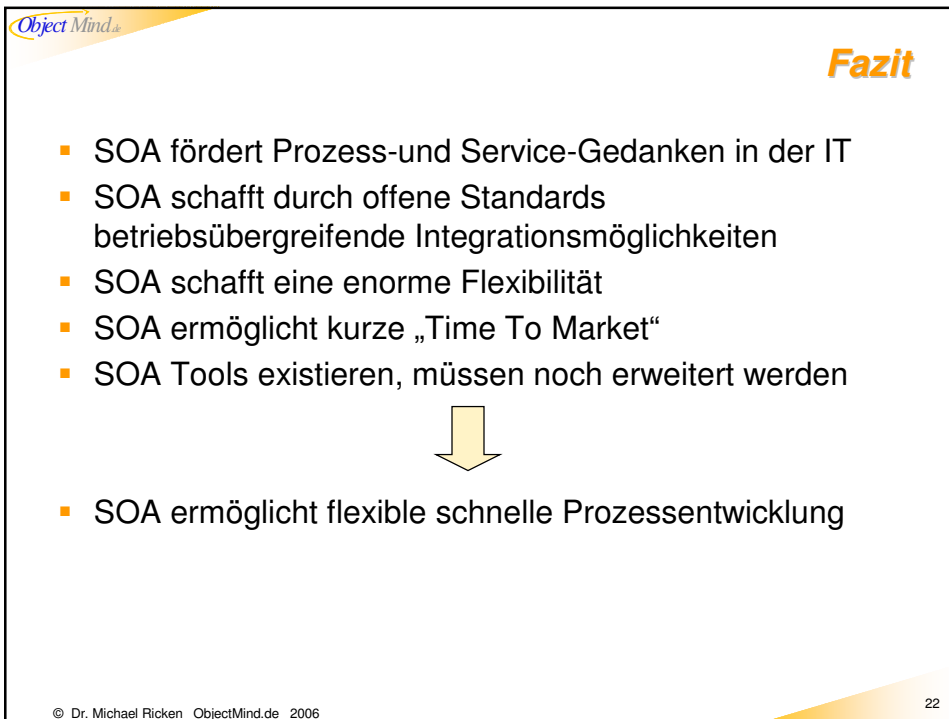 Object Mind.de
Fazit
SOA fördert Prozess-und Service-Gedanken in der IT
SOA schafft durch offene Standards
betriebsübergreifende Integrationsmöglichkeiten
SOA schafft eine enorme Flexibilität
SOA ermöglicht kurze „Time To Market“
SOA Tools existieren, müssen noch erweitert werden
SOA ermöglicht flexible schnelle Prozessentwicklung
© Dr. Michael Ricken ObjectMind.de 2006
22